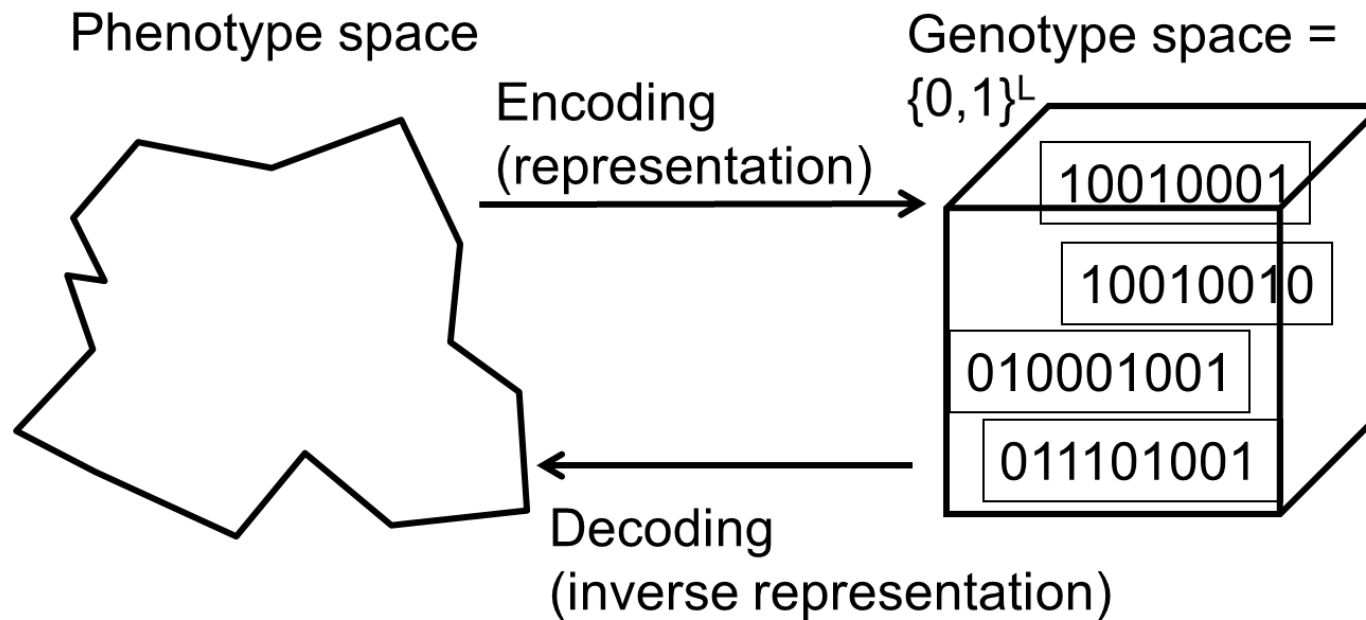 Phenotype space
Genotype space =
{0,1}ᴸ
Encoding
(representation)
10010001
10010010
010001001
011101001
Decoding
(inverse representation)